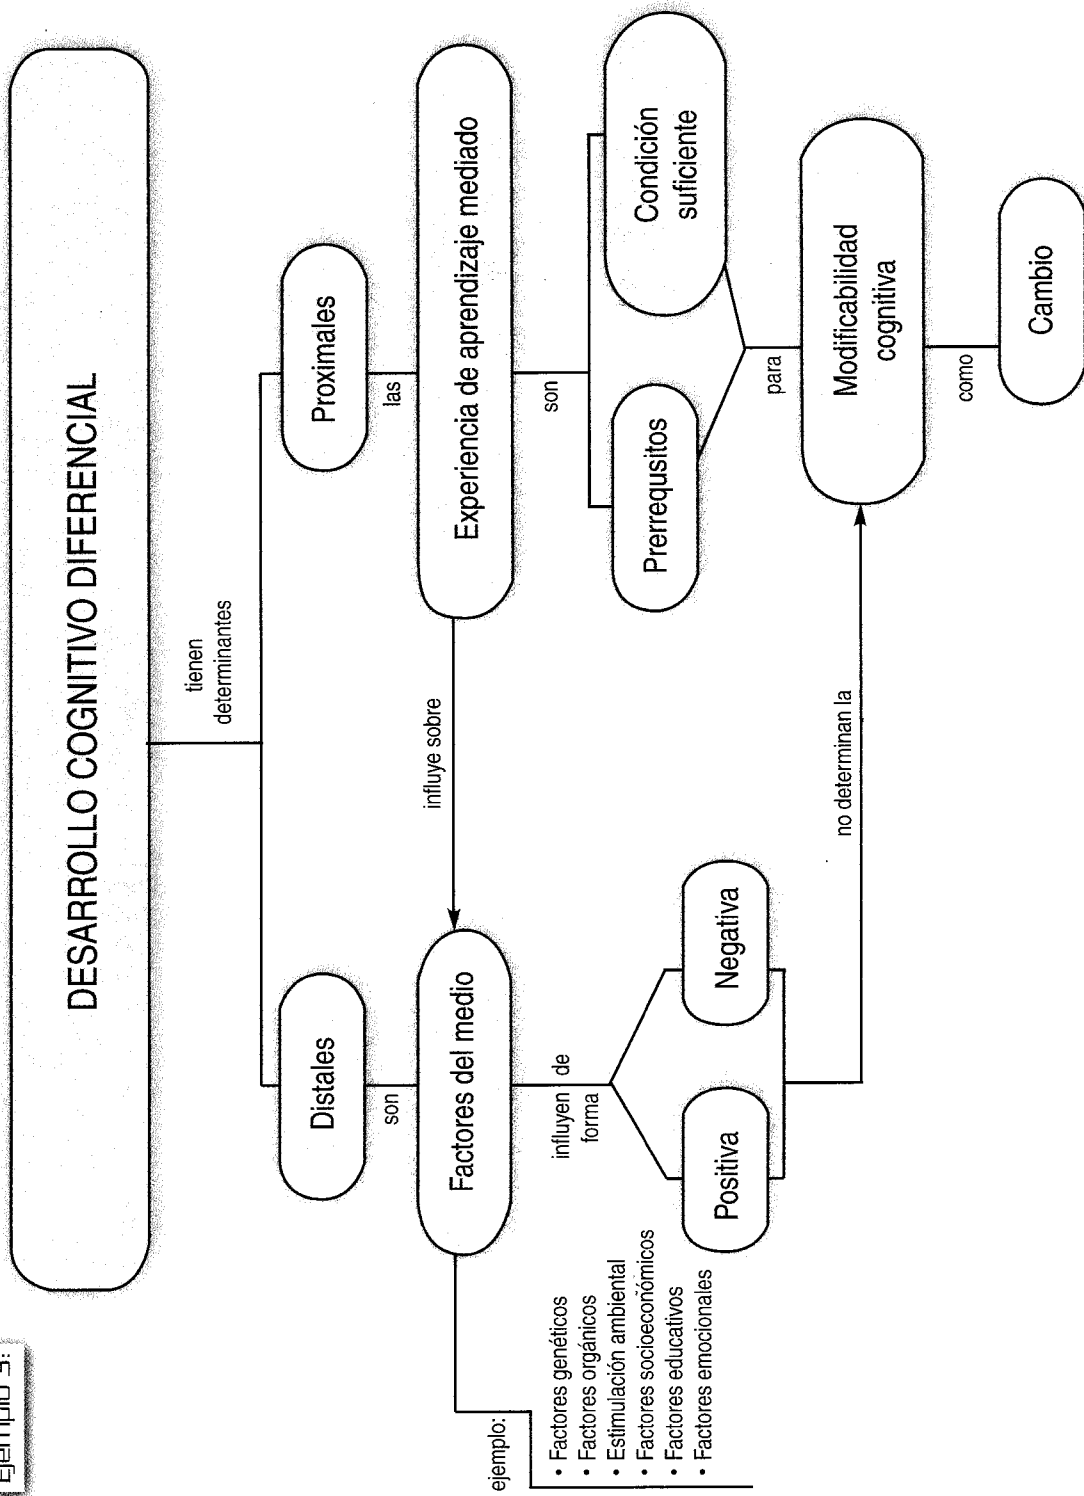 Ejemplo 3:
DESARROLLO COGNITIVO DIFERENCIAL
tienen
determinantes
Distales
Proximales
son
las
Factores del medio
influye sobre
Experiencia de aprendizaje mediado
ejemplo:
• Factores genéticos
• Factores orgánicos
• Estimulación ambiental
• Factores socioeconómicos
• Factores educativos
• Factores emocionales
influyen de
forma
son
Positiva
Negativa
Prerrequsitos
Condición
suficiente
no determinan la
para
Modificabilidad
cognitiva
como
Cambio